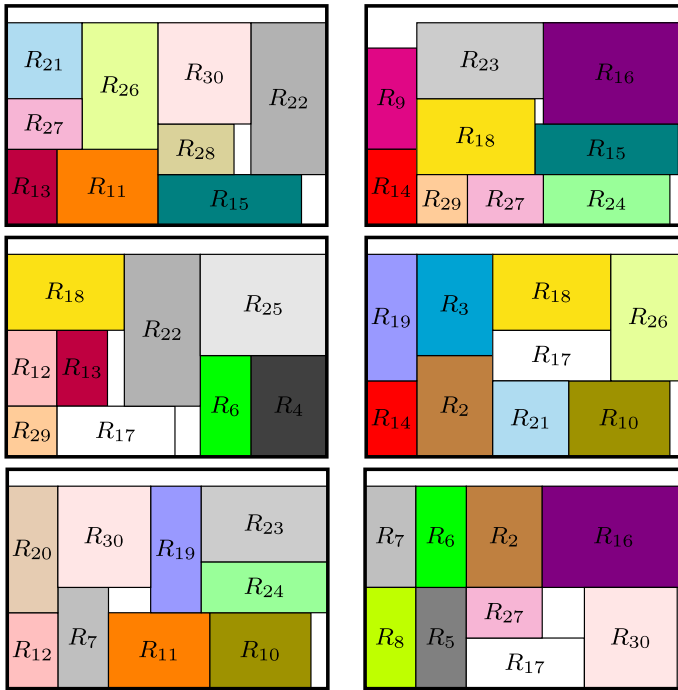 R21 R26 R30 R22
R27 R28
R13 R11 R15
R23 R16
R9 R18 R15
R14 R29 R27 R24
R18 R22 R25
R12 R13 R6 R4
R29 R17
R19 R3 R18 R26
R17
R14 R2 R21 R10
R20 R30 R19 R23
R24
R12 R7 R11 R10
R7 R6 R2 R16
R8 R5 R27 R30
R17